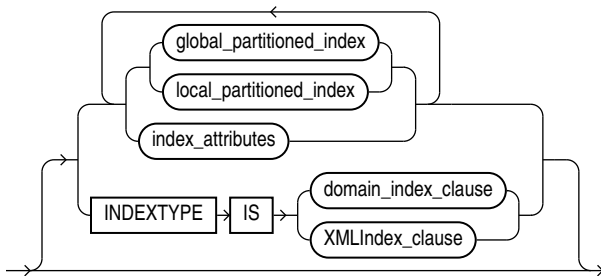 global_partitioned_index
local_partitioned_index
index_attributes
domain_index_clause
INDEXTYPE IS
XMLIndex_clause